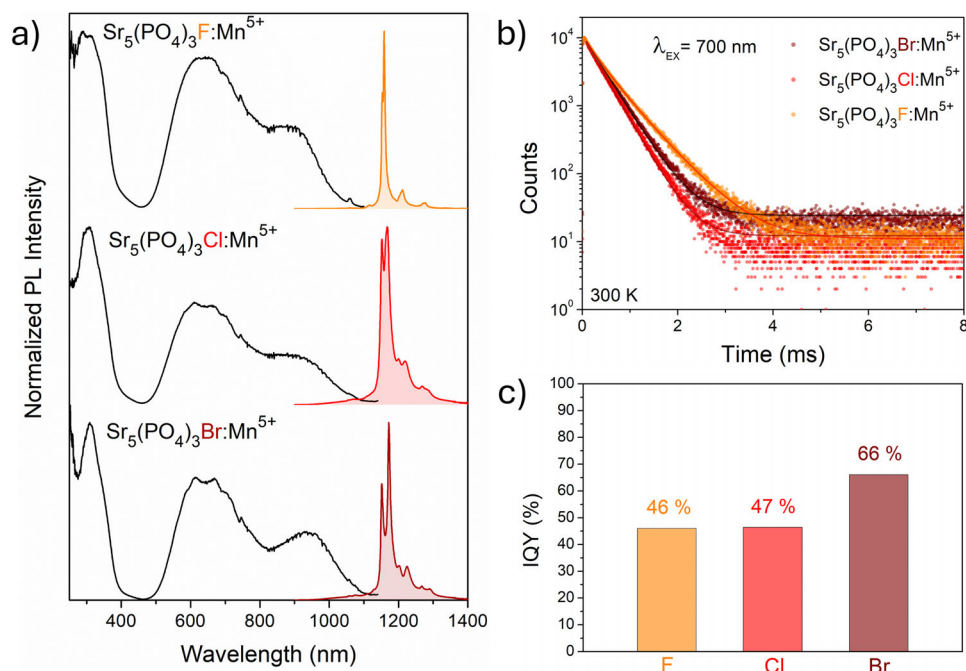 a)
Sr₅(PO₄)₃F:Mn⁵⁺
Sr₅(PO₄)₃Cl:Mn⁵⁺
Sr₅(PO₄)₃Br:Mn⁵⁺
Normalized PL Intensity
400 600 800 1000 1200 1400
Wavelength (nm)
b)
λEX= 700 nm
Sr₅(PO₄)₃Br:Mn⁵⁺
Sr₅(PO₄)₃Cl:Mn⁵⁺
Sr₅(PO₄)₃F:Mn⁵⁺
10⁴
10³
10²
10¹
10⁰
Counts
300 K
0 2 4 6 8
Time (ms)
c)
100
90
80
70
60
50
40
30
20
10
0
IQY (%)
46 % 47 % 66 %
F Cl Br